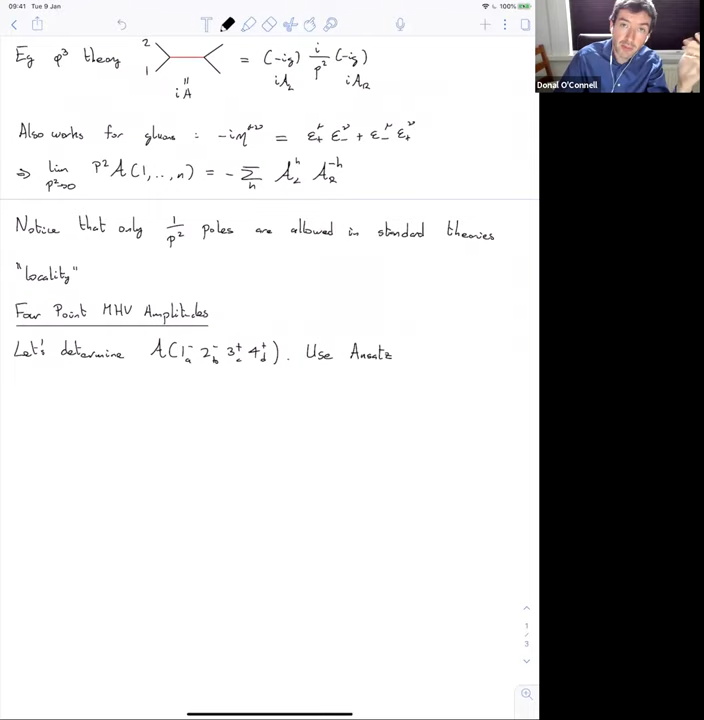 09:41 Tue 9 Jan
100%
Donal O'Connell
Eg φ³ theory
2
1
= (-ig) i/p² (-ig)
iA_L iA_R
"
iA
Also works for gluons : -iη^{μν} = ε₊^μ ε₋^ν + ε₋^μ ε₊^ν
⇒ lim_{p²→0} p² A(1,..,n) = - Σ_h A_L^h A_R^{-h}
Notice that only 1/p² poles are allowed in standard theories
"locality"
Four Point MHV Amplitudes
Let's determine A(1_a^- 2_b^- 3_c^+ 4_d^+). Use Ansatz
1
/
3